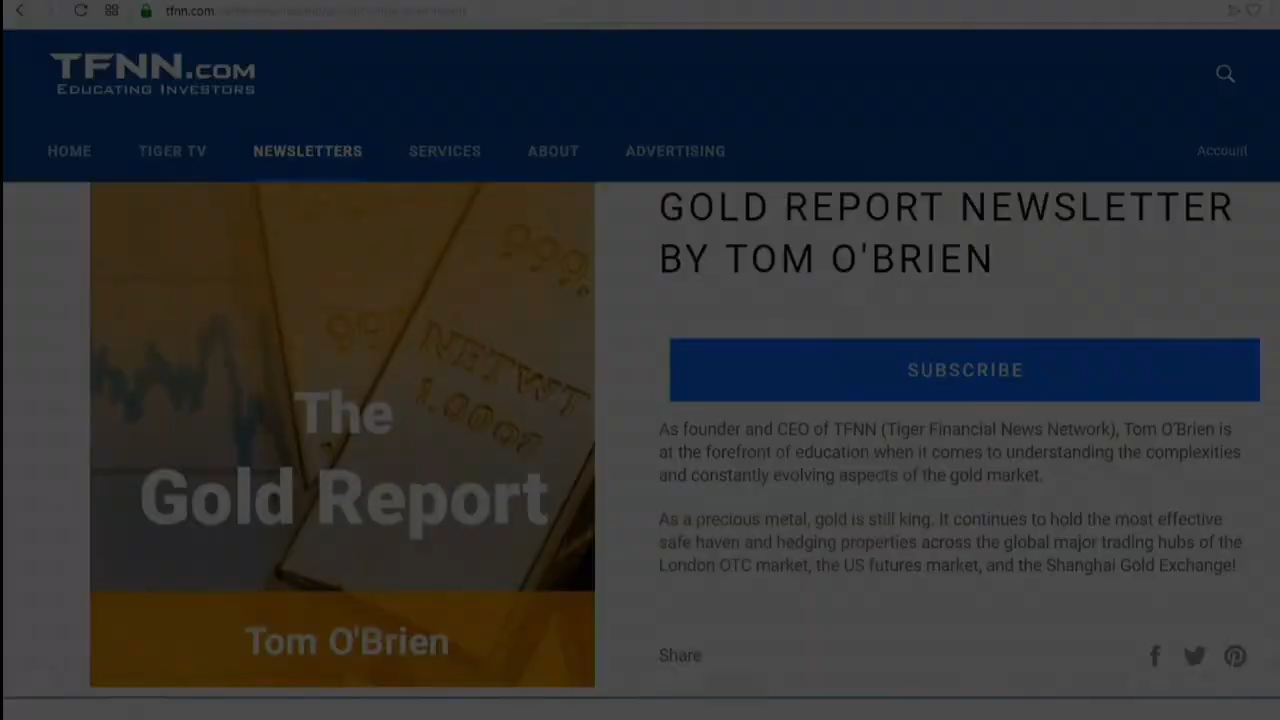 tfnn.com
TFNN.COM
EDUCATING INVESTORS
HOME TIGER TV NEWSLETTERS SERVICES ABOUT ADVERTISING Account
GOLD REPORT NEWSLETTER
BY TOM O'BRIEN
999.
NETWT
The
Gold Report
Tom O'Brien
SUBSCRIBE
As founder and CEO of TFNN (Tiger Financial News Network), Tom O'Brien is
at the forefront of education when it comes to understanding the complexities
and constantly evolving aspects of the gold market.
As a precious metal, gold is still king. It continues to hold the most effective
safe haven and hedging properties across the global major trading hubs of the
London OTC market, the US futures market, and the Shanghai Gold Exchange!
Share